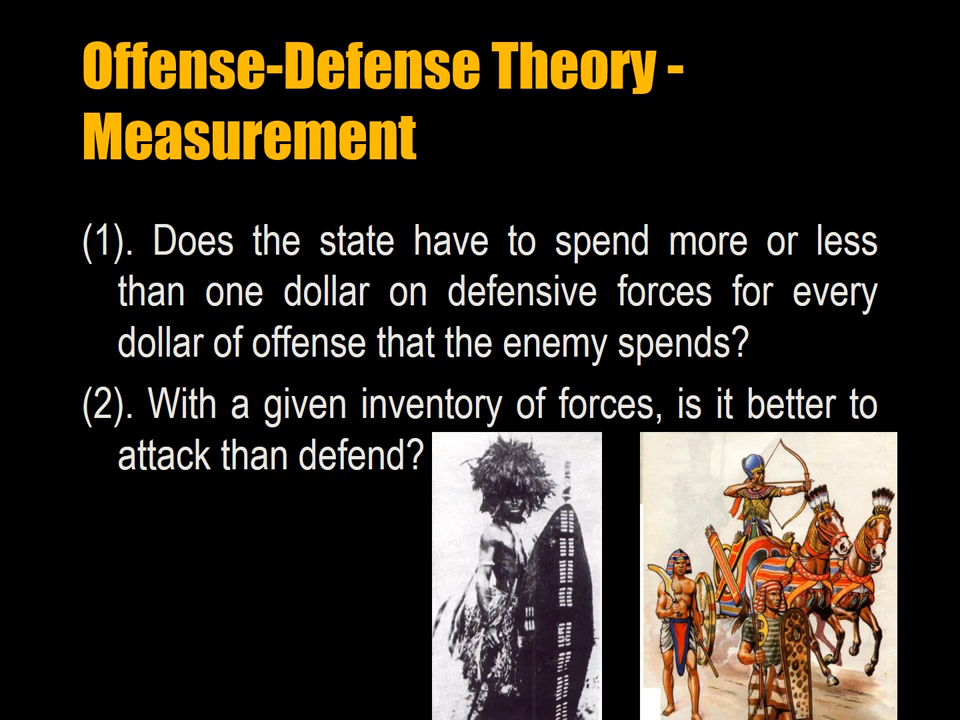 Offense-Defense Theory -
Measurement
(1). Does the state have to spend more or less
than one dollar on defensive forces for every
dollar of offense that the enemy spends?
(2). With a given inventory of forces, is it better to
attack than defend?